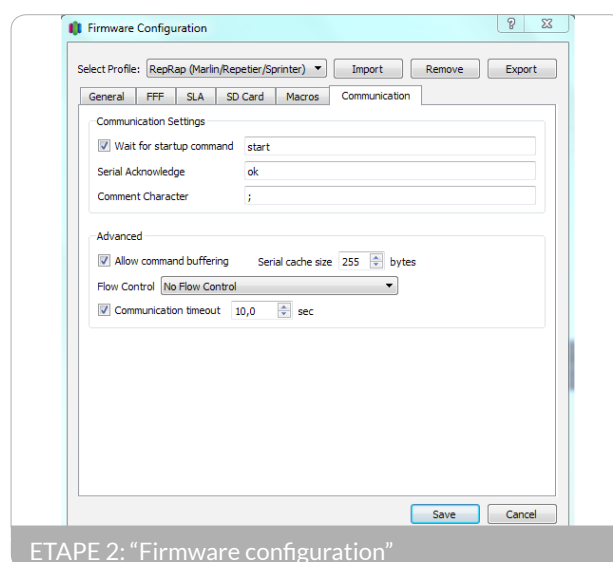 Firmware Configuration
Select Profile: RepRap (Marlin/Repetier/Sprinter) Import Remove Export
General FFF SLA SD Card Macros Communication
Communication Settings
Wait for startup command start
Serial Acknowledge ok
Comment Character ;
Advanced
Allow command buffering Serial cache size 255 bytes
Flow Control No Flow Control
Communication timeout 10,0 sec
Save Cancel
ETAPE 2: “Firmware configuration”